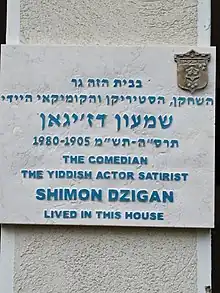 בבית הזה גר
השחקן, הסטיריקן והקומיקאי היידי
שמעון דז'יגאן
תרס״ה-תש״מ 1905-1980
THE COMEDIAN
THE YIDDISH ACTOR SATIRIST
SHIMON DZIGAN
LIVED IN THIS HOUSE